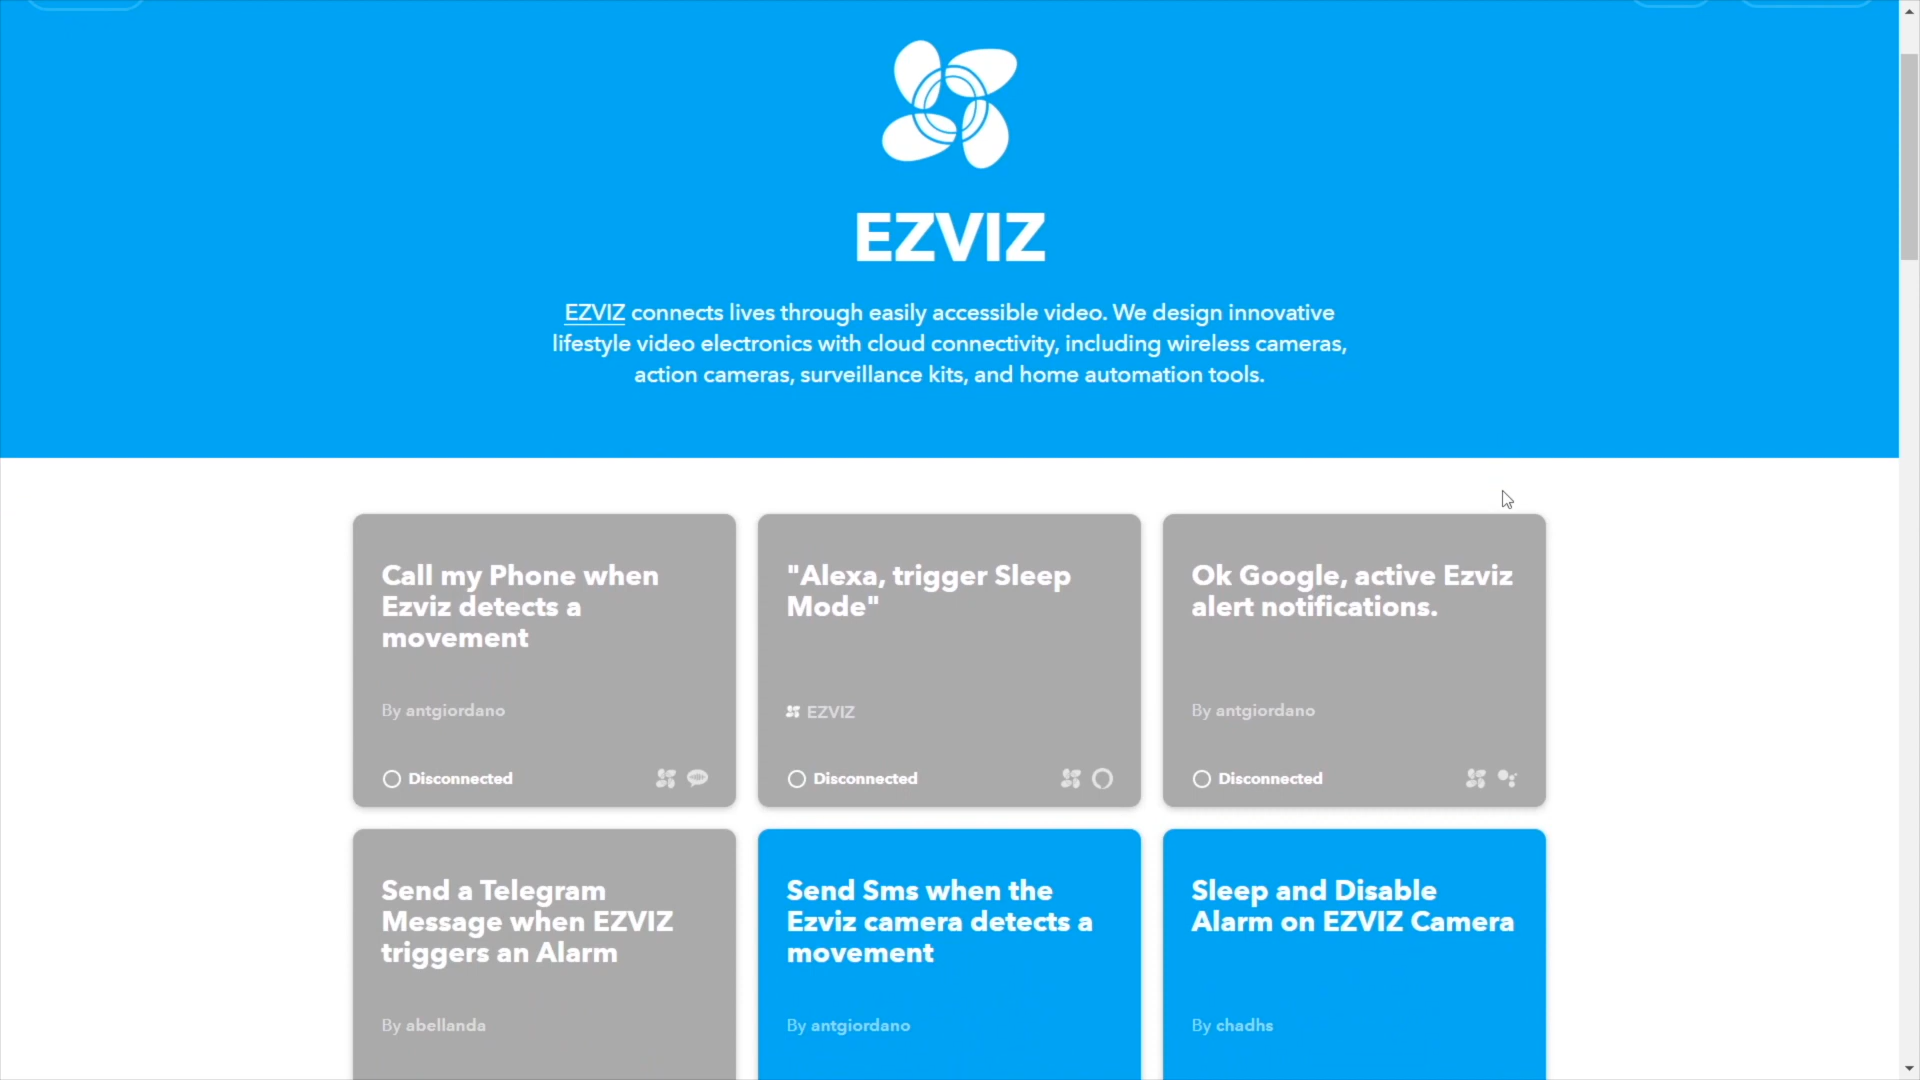 EZVIZ
EZVIZ connects lives through easily accessible video. We design innovative
lifestyle video electronics with cloud connectivity, including wireless cameras,
action cameras, surveillance kits, and home automation tools.
Call my Phone when
Ezviz detects a
movement
By antgiordano
Disconnected
"Alexa, trigger Sleep
Mode"
EZVIZ
Disconnected
Ok Google, active Ezviz
alert notifications.
By antgiordano
Disconnected
Send a Telegram
Message when EZVIZ
triggers an Alarm
By abellanda
Send Sms when the
Ezviz camera detects a
movement
By antgiordano
Sleep and Disable
Alarm on EZVIZ Camera
By chadhs